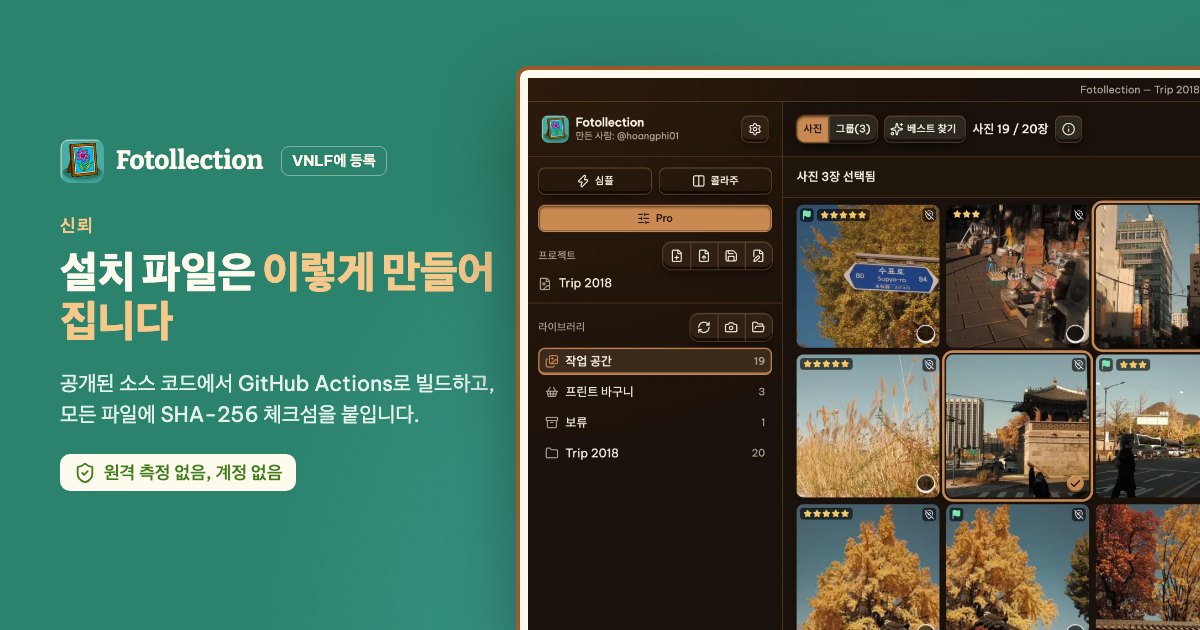 Fotollection
VNLF에 등록
신뢰
설치 파일은 이렇게 만들어
집니다
공개된 소스 코드에서 GitHub Actions로 빌드하고,
모든 파일에 SHA-256 체크섬을 붙입니다.
원격 측정 없음, 계정 없음
Fotollection — Trip 2018
Fotollection
만든 사람: @hoangphi01
심플
콜라주
Pro
프로젝트
Trip 2018
라이브러리
작업 공간 19
프린트 바구니 3
보류 1
Trip 2018 20
사진
그룹(3)
베스트 찾기
사진 19 / 20장
사진 3장 선택됨
수표로
80 Supyo-ro 84